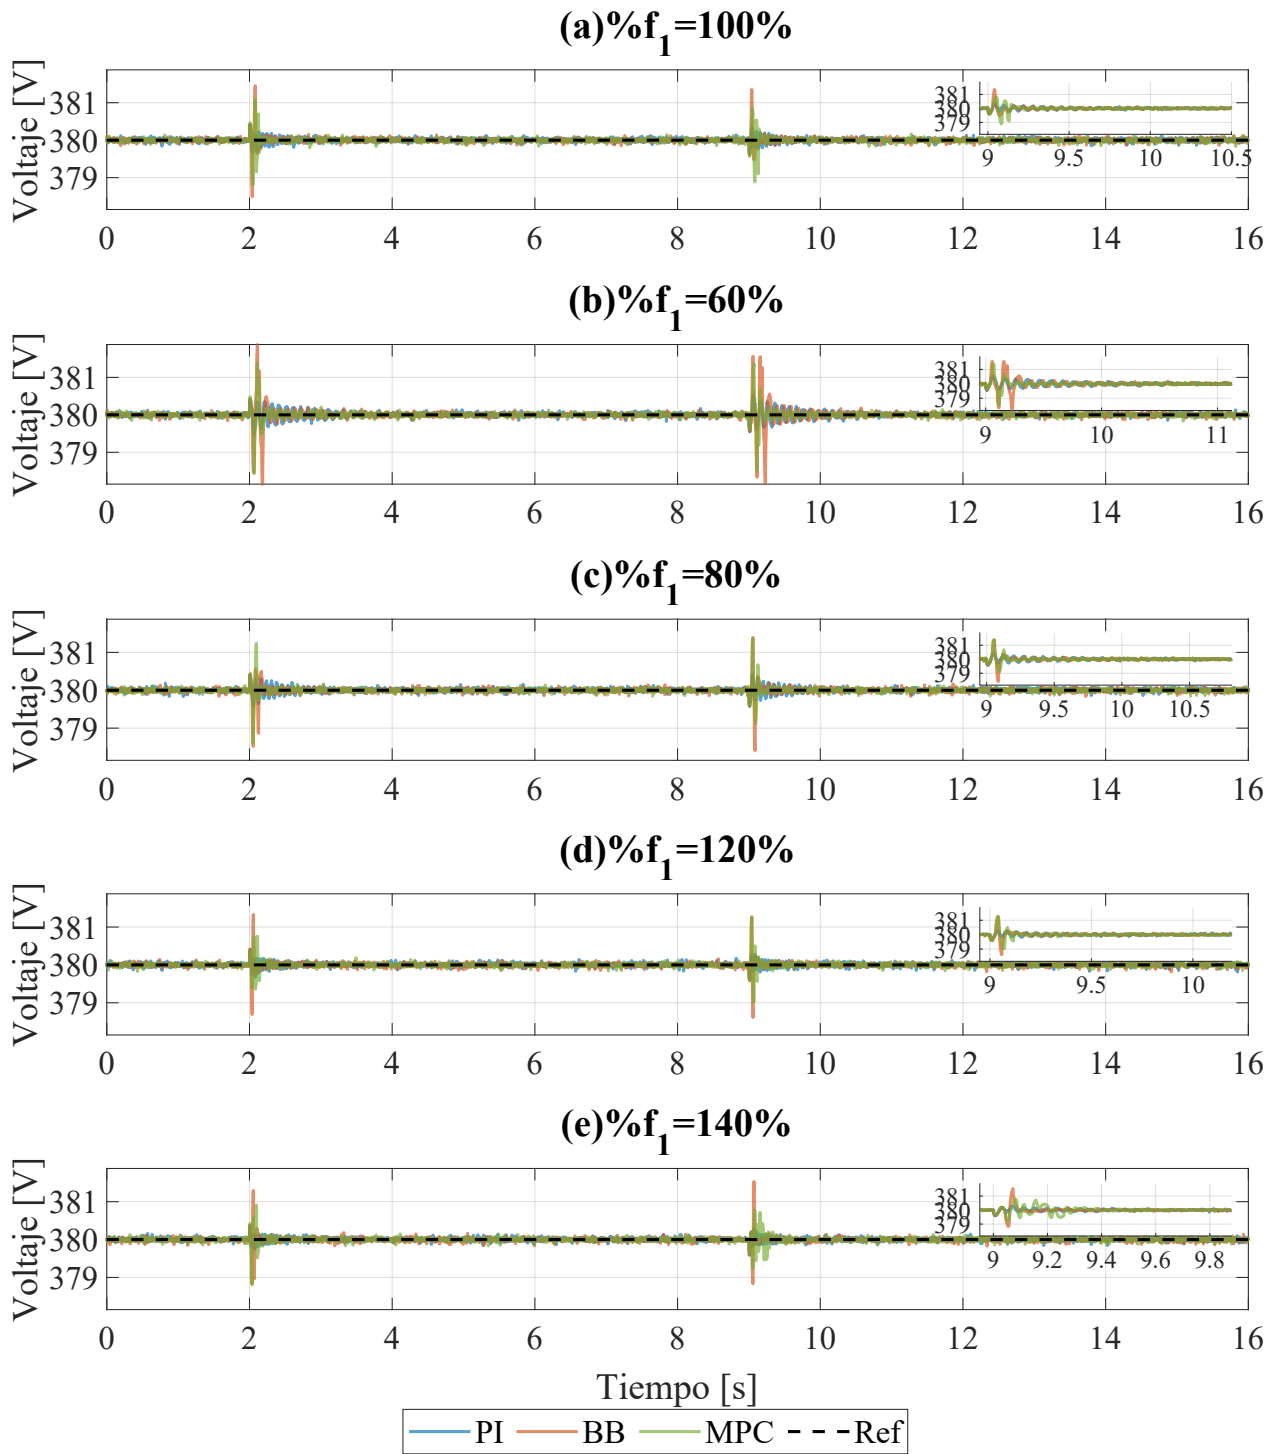 (a)%f1=100%
Voltaje [V]
381
380
379
0 2 4 6 8 10 12 14 16
381
380
379
9 9.5 10 10.5
(b)%f1=60%
Voltaje [V]
381
380
379
0 2 4 6 8 10 12 14 16
381
380
379
9 10 11
(c)%f1=80%
Voltaje [V]
381
380
379
0 2 4 6 8 10 12 14 16
381
380
379
9 9.5 10 10.5
(d)%f1=120%
Voltaje [V]
381
380
379
0 2 4 6 8 10 12 14 16
381
380
379
9 9.5 10
(e)%f1=140%
Voltaje [V]
381
380
379
0 2 4 6 8 10 12 14 16
381
380
379
9 9.2 9.4 9.6 9.8
Tiempo [s]
PI BB MPC Ref